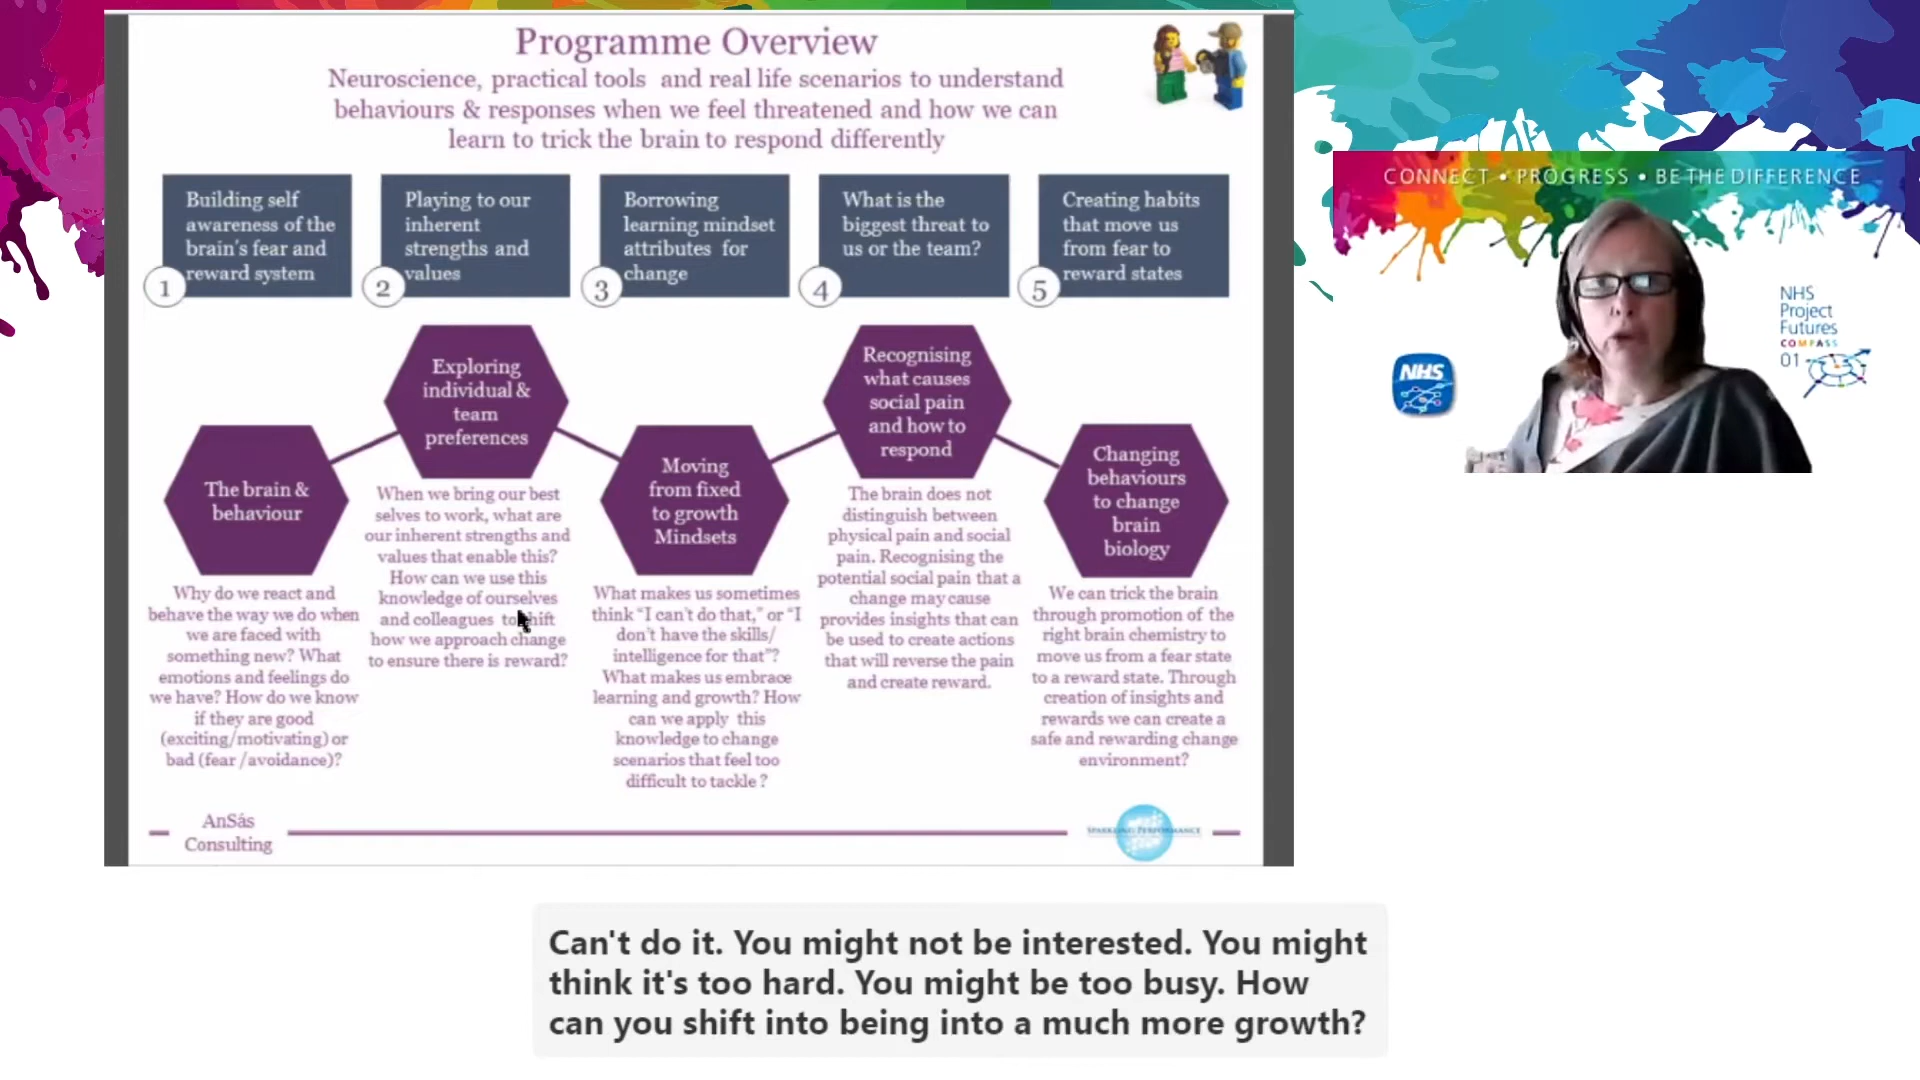 Programme Overview
Neuroscience, practical tools and real life scenarios to understand
behaviours & responses when we feel threatened and how we can
learn to trick the brain to respond differently
Building self
awareness of the
brain's fear and
reward system
1
Playing to our
inherent
strengths and
values
2
Borrowing
learning mindset
attributes for
change
3
What is the
biggest threat to
us or the team?
4
Creating habits
that move us
from fear to
reward states
5
The brain &
behaviour
Why do we react and
behave the way we do when
we are faced with
something new? What
emotions and feelings do
we have? How do we know
if they are good
(exciting/motivating) or
bad (fear /avoidance)?
Exploring
individual &
team
preferences
When we bring our best
selves to work, what are
our inherent strengths and
values that enable this?
How can we use this
knowledge of ourselves
and colleagues to shift
how we approach change
to ensure there is reward?
Moving
from fixed
to growth
Mindsets
What makes us sometimes
think "I can't do that," or "I
don't have the skills/
intelligence for that"?
What makes us embrace
learning and growth? How
can we apply this
knowledge to change
scenarios that feel too
difficult to tackle ?
Recognising
what causes
social pain
and how to
respond
The brain does not
distinguish between
physical pain and social
pain. Recognising the
potential social pain that a
change may cause
provides insights that can
be used to create actions
that will reverse the pain
and create reward.
Changing
behaviours
to change
brain
biology
We can trick the brain
through promotion of the
right brain chemistry to
move us from a fear state
to a reward state. Through
creation of insights and
rewards we can create a
safe and rewarding change
environment?
AnSás
Consulting
SPARKLING PERFORMANCE
CONNECT • PROGRESS • BE THE DIFFERENCE
NHS
NHS
Project
Futures
COMPASS
01
Can't do it. You might not be interested. You might
think it's too hard. You might be too busy. How
can you shift into being into a much more growth?